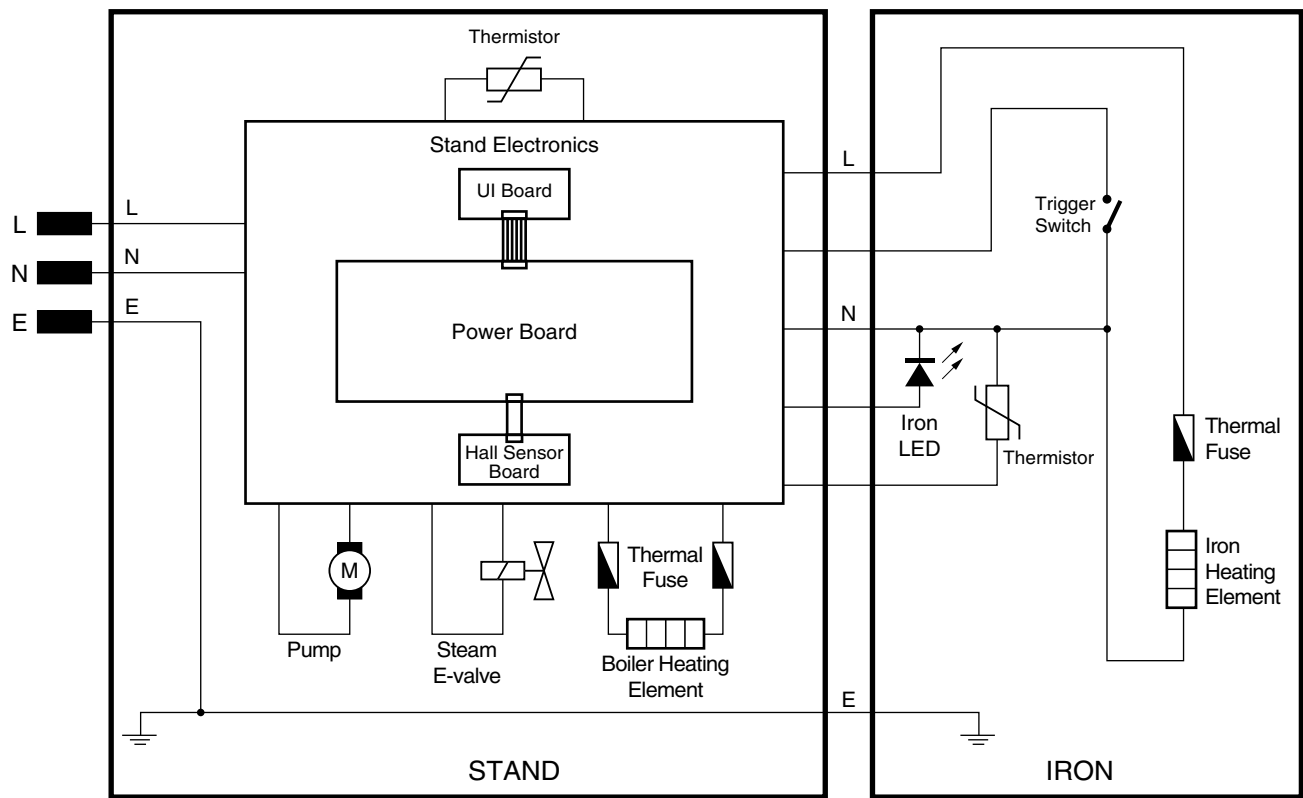 Thermistor
Stand Electronics
UI Board
Power Board
Hall Sensor
Board
L
N
E
L
N
E
M
Pump
Steam
E-valve
Thermal
Fuse
Boiler Heating
Element
STAND
L
N
E
Trigger
Switch
Iron
LED
Thermistor
Thermal
Fuse
Iron
Heating
Element
IRON